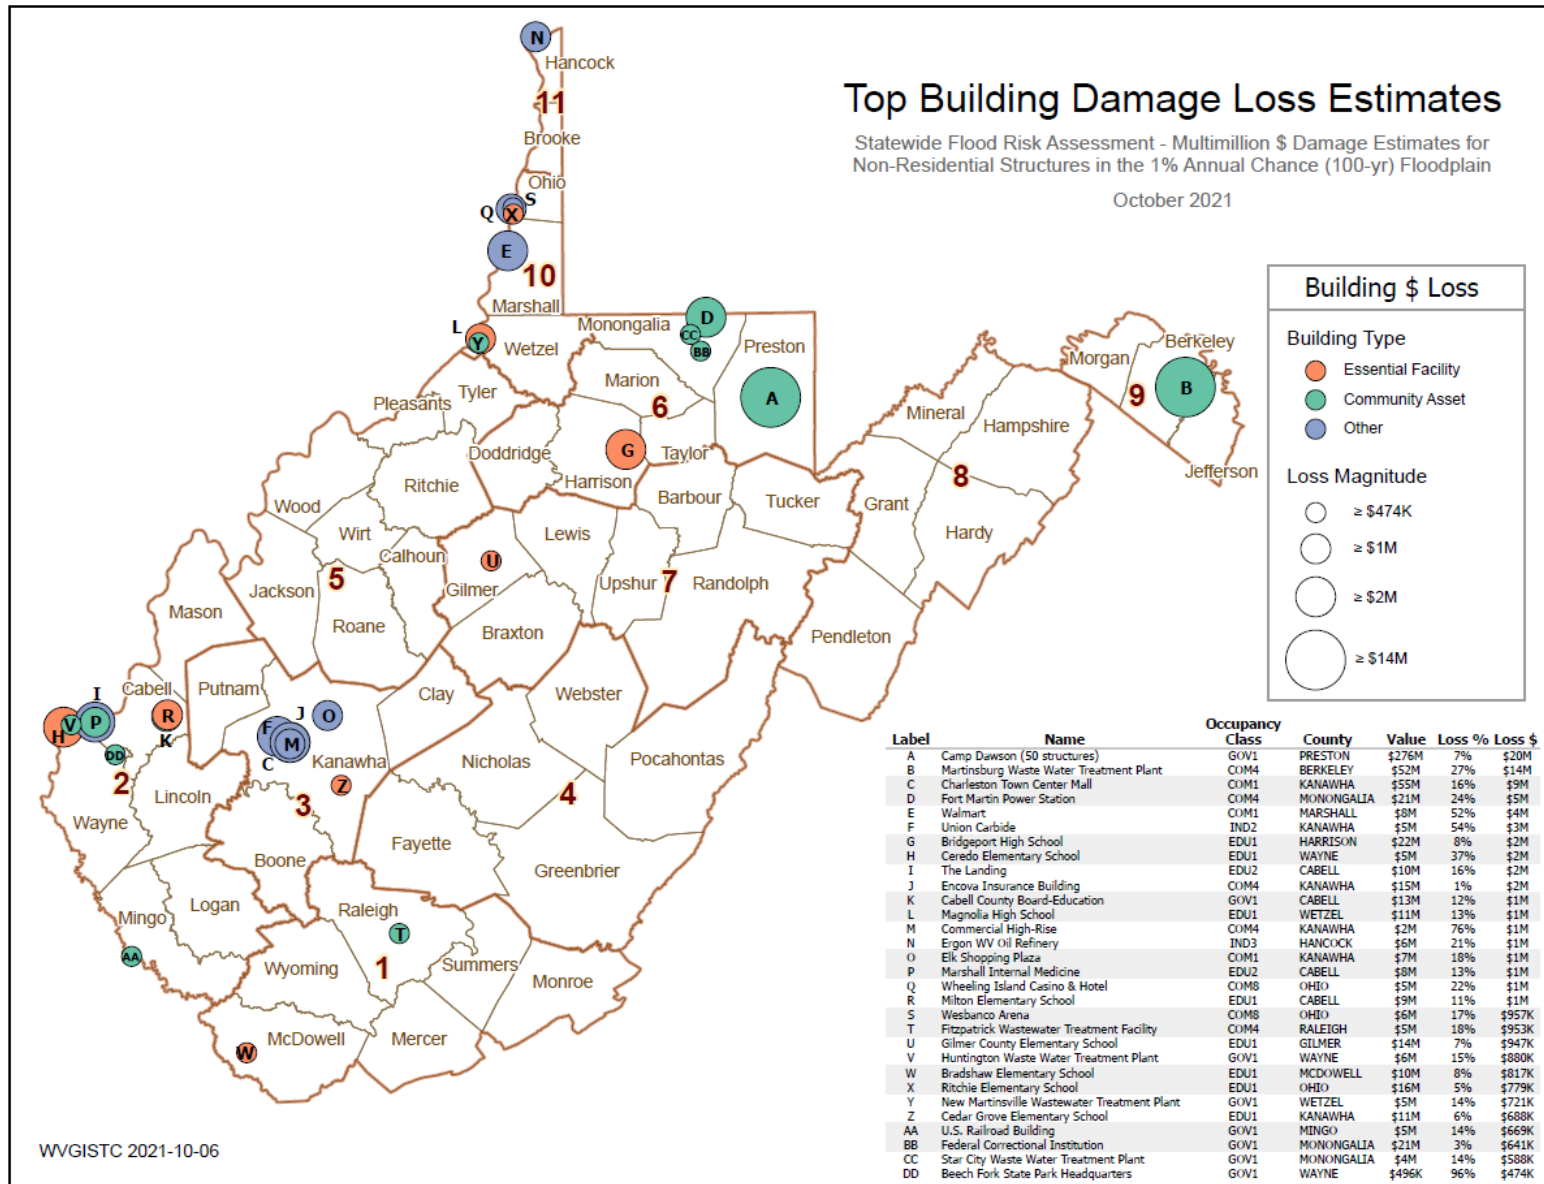 Top Building Damage Loss Estimates
Statewide Flood Risk Assessment - Multimillion $ Damage Estimates for
Non-Residential Structures in the 1% Annual Chance (100-yr) Floodplain
October 2021
N
Hancock
11
Brooke
Ohio
Q
S
X
E
10
Marshall
L
Y
Wetzel
Monongalia
D
CC
BB
Preston
A
Marion
6
Tyler
Pleasants
Doddridge
G
Harrison
Taylor
Morgan
Berkeley
9
B
Jefferson
Mineral
Hampshire
8
Grant
Hardy
Barbour
Tucker
Ritchie
Wood
Wirt
Calhoun
Lewis
U
Gilmer
Upshur
7
Randolph
5
Jackson
Roane
Braxton
Mason
Pendleton
Cabell
Putnam
Clay
Webster
I
V
P
H
R
K
DD
2
J
O
F
M
C
Kanawha
Z
Nicholas
Pocahontas
4
Lincoln
3
Wayne
Boone
Fayette
Greenbrier
Logan
Mingo
AA
Raleigh
T
1
Wyoming
Summers
Monroe
McDowell
W
Mercer
WVGISTC 2021-10-06
Building $ Loss
Building Type
Essential Facility
Community Asset
Other
Loss Magnitude
≥ $474K
≥ $1M
≥ $2M
≥ $14M
Label Name Occupancy Class County Value Loss % Loss $
A Camp Dawson (50 structures) GOV1 PRESTON $276M 7% $20M
B Martinsburg Waste Water Treatment Plant COM4 BERKELEY $52M 27% $14M
C Charleston Town Center Mall COM1 KANAWHA $55M 16% $9M
D Fort Martin Power Station COM4 MONONGALIA $21M 24% $5M
E Walmart COM1 MARSHALL $8M 52% $4M
F Union Carbide IND2 KANAWHA $5M 54% $3M
G Bridgeport High School EDU1 HARRISON $22M 8% $2M
H Ceredo Elementary School EDU1 WAYNE $5M 37% $2M
I The Landing EDU2 CABELL $10M 16% $2M
J Encova Insurance Building COM4 KANAWHA $15M 1% $2M
K Cabell County Board-Education GOV1 CABELL $13M 12% $1M
L Magnolia High School EDU1 WETZEL $11M 13% $1M
M Commercial High-Rise COM4 KANAWHA $2M 76% $1M
N Ergon WV Oil Refinery IND3 HANCOCK $6M 21% $1M
O Elk Shopping Plaza COM1 KANAWHA $7M 18% $1M
P Marshall Internal Medicine EDU2 CABELL $8M 13% $1M
Q Wheeling Island Casino & Hotel COM8 OHIO $5M 22% $1M
R Milton Elementary School EDU1 CABELL $9M 11% $1M
S Wesbanco Arena COM8 OHIO $6M 17% $957K
T Fitzpatrick Wastewater Treatment Facility COM4 RALEIGH $5M 18% $953K
U Gilmer County Elementary School EDU1 GILMER $14M 7% $947K
V Huntington Waste Water Treatment Plant GOV1 WAYNE $6M 15% $880K
W Bradshaw Elementary School EDU1 MCDOWELL $10M 8% $817K
X Ritchie Elementary School EDU1 OHIO $16M 5% $779K
Y New Martinsville Wastewater Treatment Plant GOV1 WETZEL $5M 14% $721K
Z Cedar Grove Elementary School EDU1 KANAWHA $11M 6% $688K
AA U.S. Railroad Building GOV1 MINGO $5M 14% $669K
BB Federal Correctional Institution GOV1 MONONGALIA $21M 3% $641K
CC Star City Waste Water Treatment Plant GOV1 MONONGALIA $4M 14% $588K
DD Beech Fork State Park Headquarters GOV1 WAYNE $496K 96% $474K